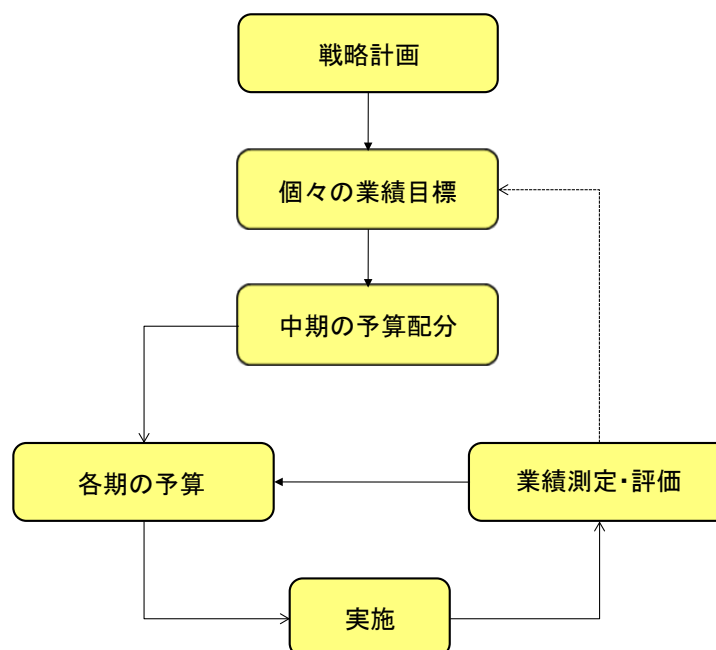 戦略計画
個々の業績目標
中期の予算配分
各期の予算
業績測定・評価
実施